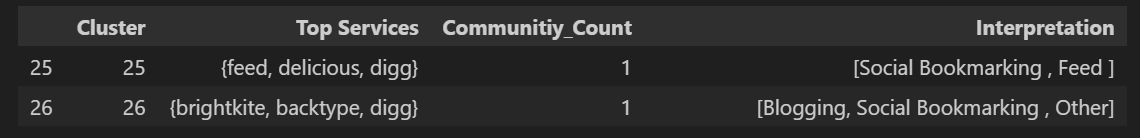 Cluster Top Services Communitiy_Count Interpretation
25 25 {feed, delicious, digg} 1 [Social Bookmarking , Feed ]
26 26 {brightkite, backtype, digg} 1 [Blogging, Social Bookmarking , Other]